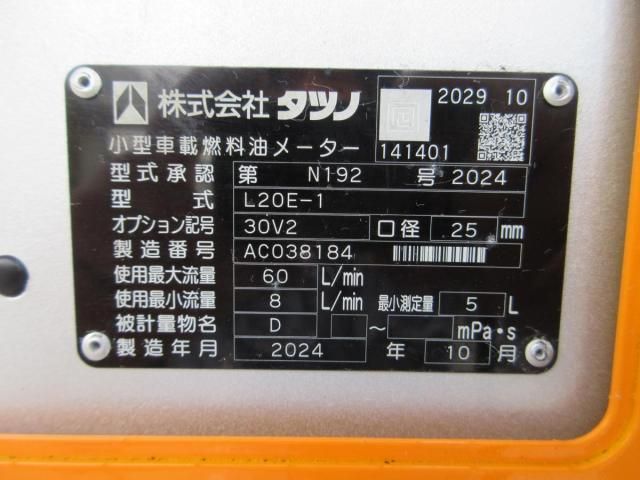 株式会社 タツノ 2029 10
小型車載燃料油メーター 141401
型式承認 第 N192 号 2024
型式 L20E-1
オプション記号 30V2 口径 25 mm
製造番号 AC038184
使用最大流量 60 L/min
使用最小流量 8 L/min 最小測定量 5 L
被計量物名 D ～ mPa・s
製造年月 2024 年 10 月